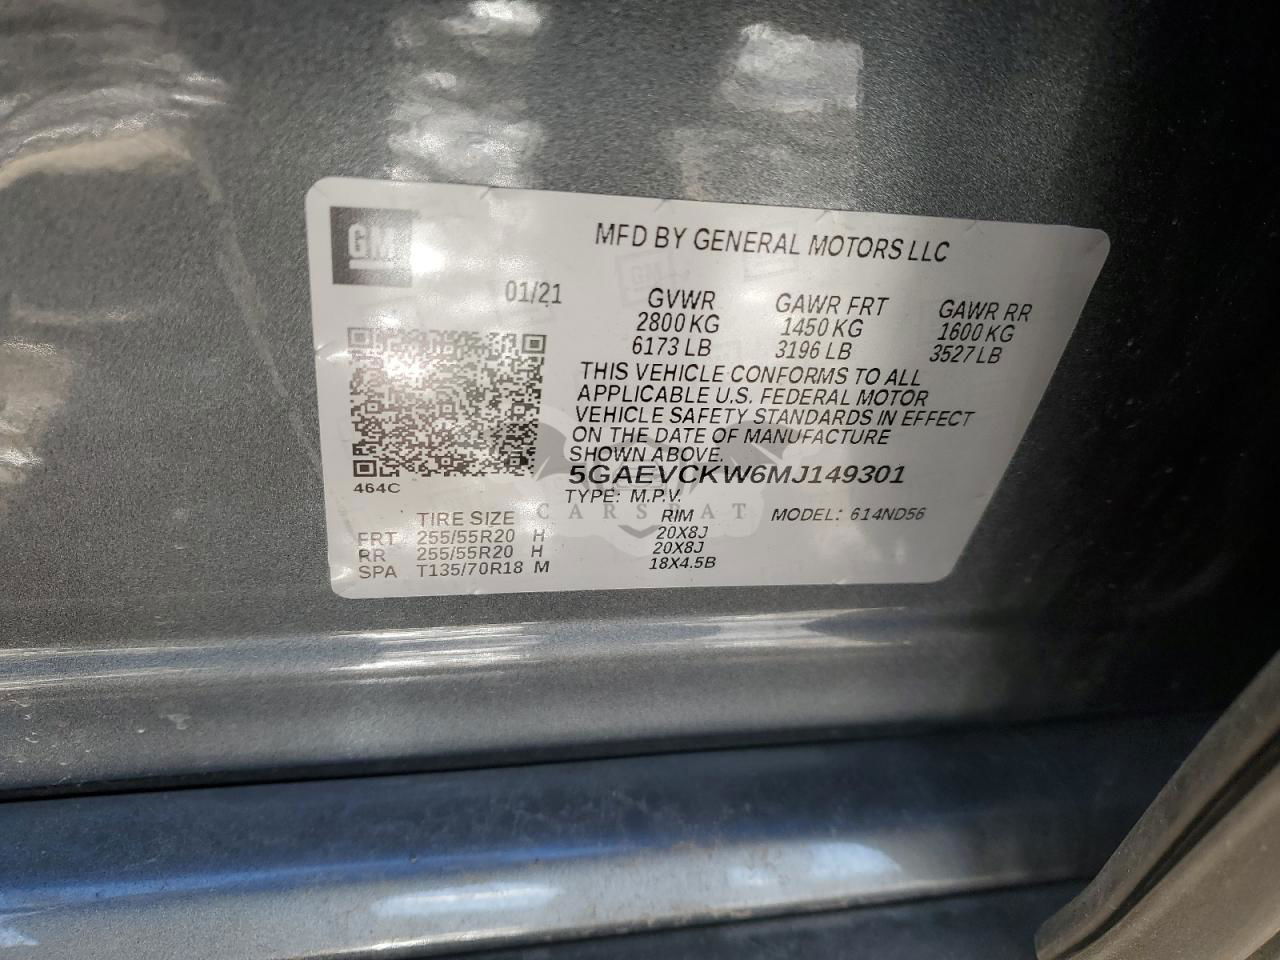 GM
MFD BY GENERAL MOTORS LLC
01/21
GVWR GAWR FRT GAWR RR
2800 KG 1450 KG 1600 KG
6173 LB 3196 LB 3527 LB
THIS VEHICLE CONFORMS TO ALL
APPLICABLE U.S. FEDERAL MOTOR
VEHICLE SAFETY STANDARDS IN EFFECT
ON THE DATE OF MANUFACTURE
SHOWN ABOVE.
464C
5GAEVCKW6MJ149301
TYPE: M.P.V.
MODEL: 614ND56
TIRE SIZE RIM
FRT 255/55R20 H 20X8J
RR 255/55R20 H 20X8J
SPA T135/70R18 M 18X4.5B